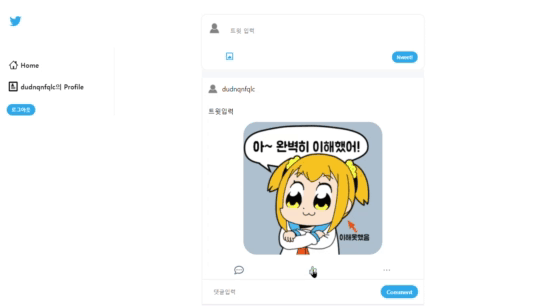 트윗 입력
Tweet!
Home
dudnqnfqlc의 Profile
로그아웃
dudnqnfqlc
트윗입력
아~ 완벽히 이해했어!
이해못했음
댓글입력
Comment